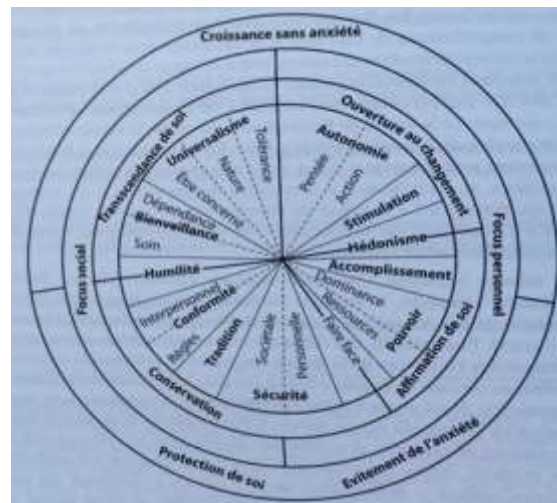 Croissance sans anxiété
Transcendance de soi
Ouverture au changement
Focus social
Focus personnel
Universalisme
Tolérance
Nature
Etre concerné
Autonomie
Pensée
Action
Stimulation
Hédonisme
Dépendance
Bienveillance
Soin
Humilité
Accomplissement
Dominance
Ressources
Pouvoir
Faire face
Affirmation de soi
Interpersonnel
Conformité
Règles
Tradition
Sociétale
Personnelle
Sécurité
Conservation
Protection de soi
Evitement de l'anxiété